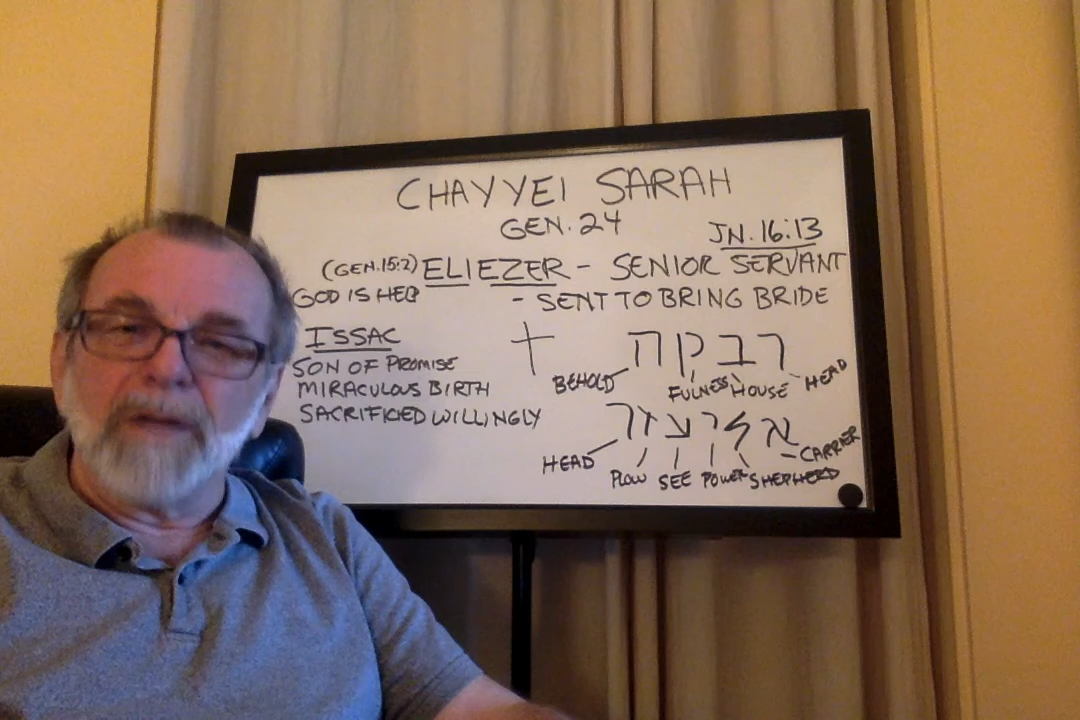 CHAYYEI SARAH
GEN. 24
JN. 16:13
(GEN. 15:2) ELIEZER - SENIOR SERVANT
GOD IS HELP
- SENT TO BRING BRIDE
ISSAC
SON OF PROMISE
MIRACULOUS BIRTH
SACRIFICED WILLINGLY
רבקה
BEHOLD FULNESS HOUSE HEAD
אליעזר
HEAD PLOW SEE POWER SHEPHERD CARRIER